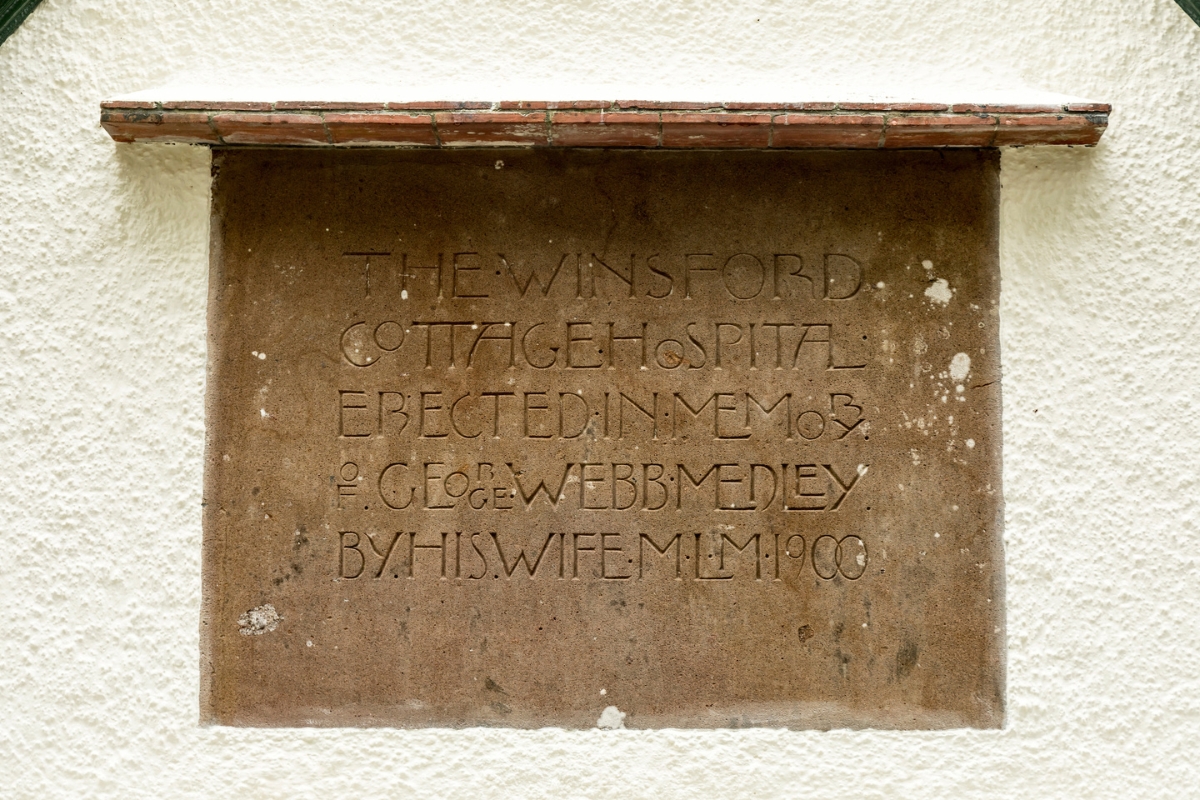 THE·WINSFORD
COTTAGE·HOSPITAL·
ERECTED·IN·MEMORY·
OF·GEORGE·WEBB·MEDLEY·
BY·HIS·WIFE·M·L·M·1900